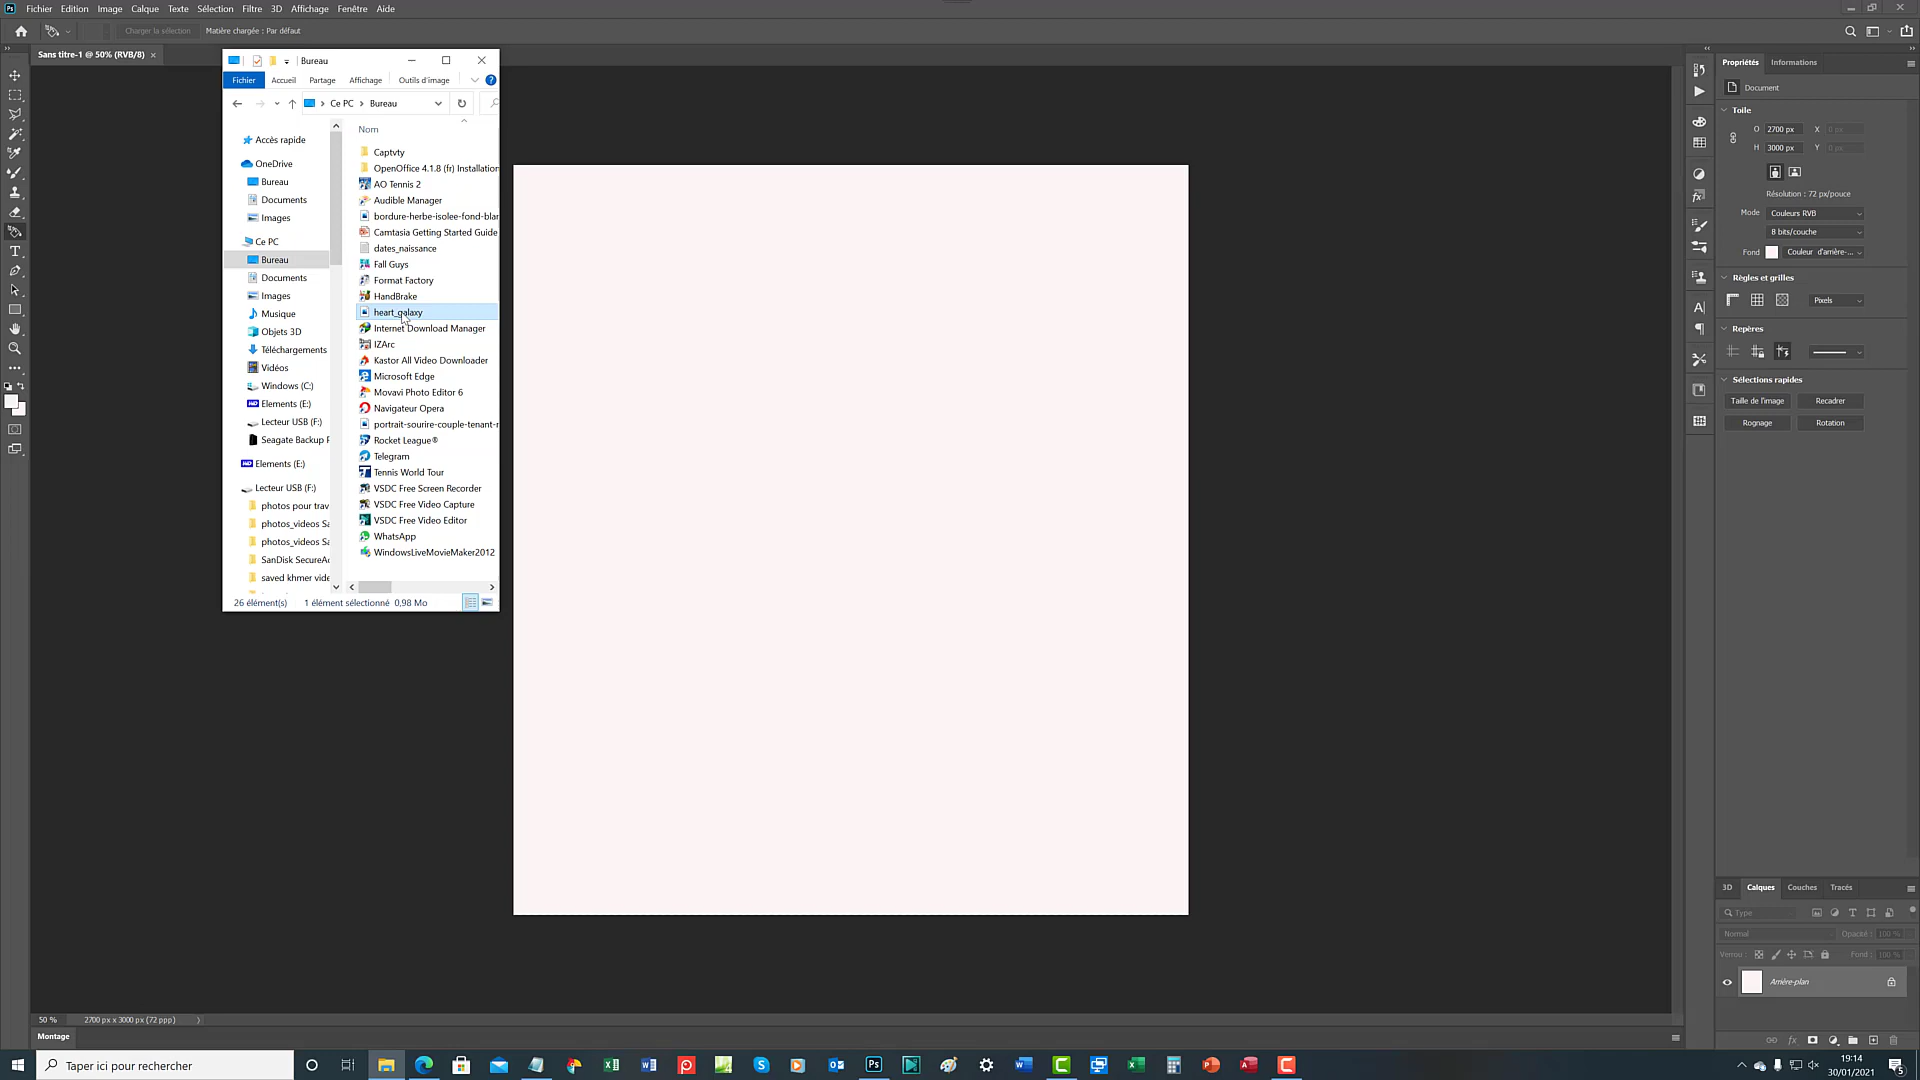 Fichier Edition Image Calque Texte Sélection Filtre 3D Affichage Fenêtre Aide
Charger la sélection Matière chargée : Par défaut
Sans titre-1 @ 50% (RVB/8) ×
Bureau
Fichier Accueil Partage Affichage Outils d'image
Ce PC Bureau
Nom
Accès rapide
OneDrive
Bureau
Documents
Images
Ce PC
Bureau
Documents
Images
Musique
Objets 3D
Téléchargements
Vidéos
Windows (C:)
Elements (E:)
Lecteur USB (F:)
Seagate Backup
Elements (E:)
Lecteur USB (F:)
photos pour trav
photos_videos Sa
photos_videos Sa
SanDisk SecureAc
saved khmer vide
Captvty
OpenOffice 4.1.8 (fr) Installation
AO Tennis 2
Audible Manager
bordure-herbe-isolee-fond-blan
Camtasia Getting Started Guide
dates_naissance
Fall Guys
Format Factory
HandBrake
heart_galaxy
Internet Download Manager
IZArc
Kastor All Video Downloader
Microsoft Edge
Movavi Photo Editor 6
Navigateur Opera
portrait-sourire-couple-tenant-r
Rocket League®
Telegram
Tennis World Tour
VSDC Free Screen Recorder
VSDC Free Video Capture
VSDC Free Video Editor
WhatsApp
WindowsLiveMovieMaker2012
26 élément(s) 1 élément sélectionné 0,98 Mo
Propriétés Informations
Document
Toile
O 2700 px X 0 px
H 3000 px Y 0 px
Résolution : 72 px/pouce
Mode Couleurs RVB
8 bits/couche
Fond Couleur d'arrière-...
Règles et grilles
Pixels
Repères
Sélections rapides
Taille de l'image Recadrer
Rognage Rotation
3D Calques Couches Tracés
Type
Normal Opacité : 100 %
Verrou : Fond : 100 %
Arrière-plan
50 % 2700 px x 3000 px (72 ppp)
Montage
Taper ici pour rechercher
19:14
30/01/2021
5